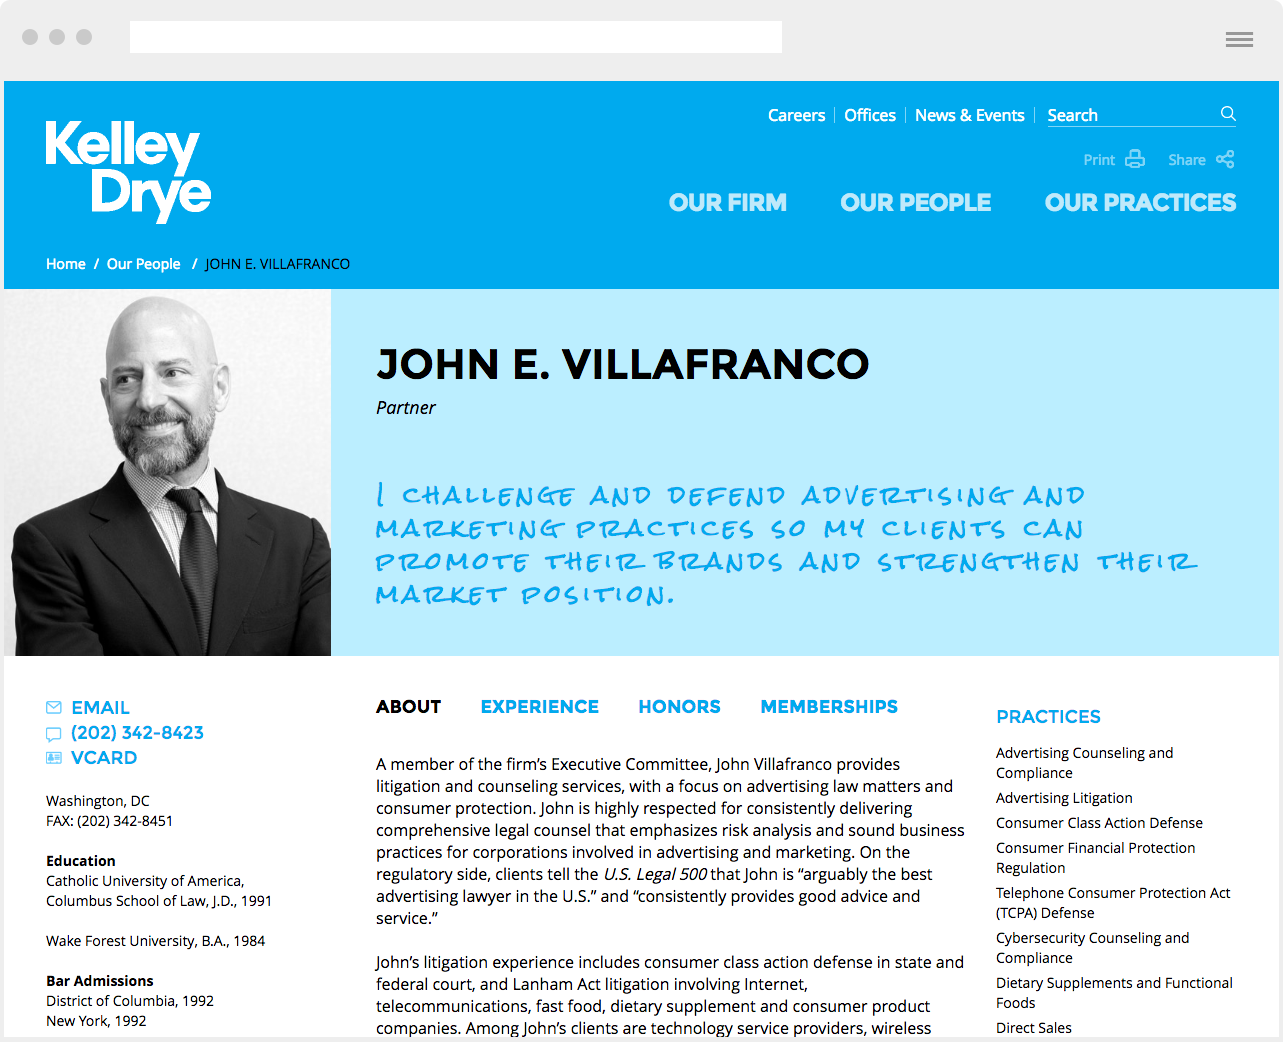 Careers
Offices
News & Events
Search
Kelley
Drye
Print
Share
OUR FIRM
OUR PEOPLE
OUR PRACTICES
Home / Our People / JOHN E. VILLAFRANCO
JOHN E. VILLAFRANCO
Partner
I CHALLENGE AND DEFEND ADVERTISING AND
MARKETING PRACTICES SO MY CLIENTS CAN
PROMOTE THEIR BRANDS AND STRENGTHEN THEIR
MARKET POSITION.
EMAIL
(202) 342-8423
VCARD
Washington, DC
FAX: (202) 342-8451
Education
Catholic University of America,
Columbus School of Law, J.D., 1991
Wake Forest University, B.A., 1984
Bar Admissions
District of Columbia, 1992
New York, 1992
ABOUT
EXPERIENCE
HONORS
MEMBERSHIPS
A member of the firm’s Executive Committee, John Villafranco provides
litigation and counseling services, with a focus on advertising law matters and
consumer protection. John is highly respected for consistently delivering
comprehensive legal counsel that emphasizes risk analysis and sound business
practices for corporations involved in advertising and marketing. On the
regulatory side, clients tell the U.S. Legal 500 that John is “arguably the best
advertising lawyer in the U.S.” and “consistently provides good advice and
service.”
John’s litigation experience includes consumer class action defense in state and
federal court, and Lanham Act litigation involving Internet,
telecommunications, fast food, dietary supplement and consumer product
companies. Among John’s clients are technology service providers, wireless
PRACTICES
Advertising Counseling and
Compliance
Advertising Litigation
Consumer Class Action Defense
Consumer Financial Protection
Regulation
Telephone Consumer Protection Act
(TCPA) Defense
Cybersecurity Counseling and
Compliance
Dietary Supplements and Functional
Foods
Direct Sales